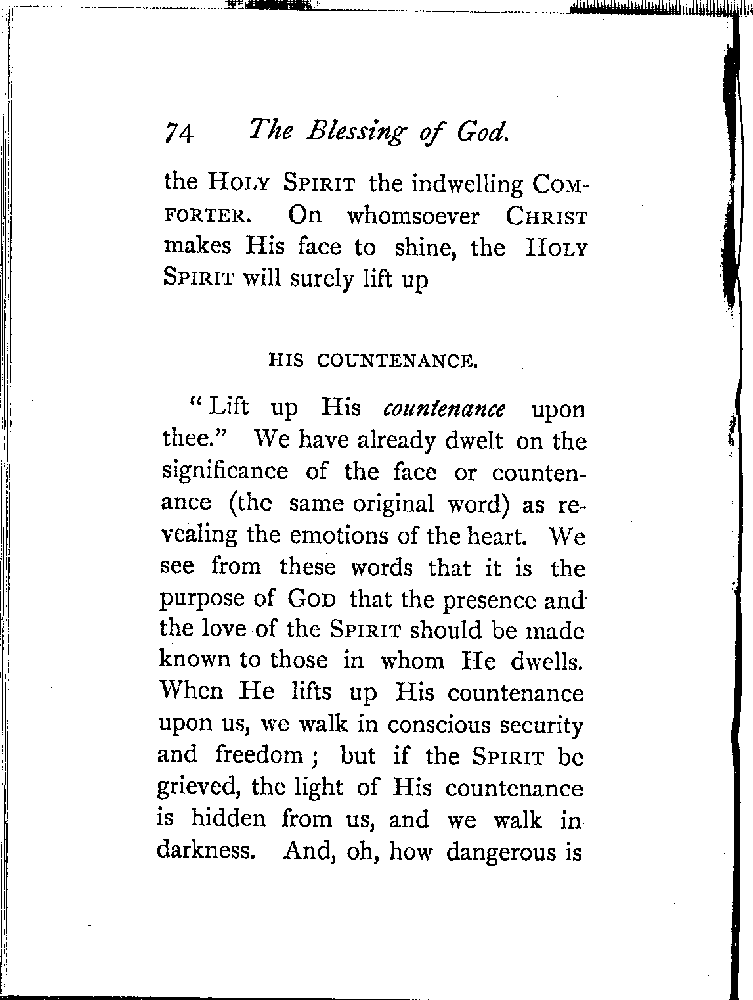 74 The Blessing of God.
the HOLY SPIRIT the indwelling COM-
FORTER. On whomsoever CHRIST
makes His face to shine, the HOLY
SPIRIT will surely lift up
HIS COUNTENANCE.
“ Lift up His countenance upon
thee.” We have already dwelt on the
significance of the face or counten-
ance (the same original word) as re-
vealing the emotions of the heart. We
see from these words that it is the
purpose of GOD that the presence and
the love of the SPIRIT should be made
known to those in whom He dwells.
When He lifts up His countenance
upon us, we walk in conscious security
and freedom ; but if the SPIRIT be
grieved, the light of His countenance
is hidden from us, and we walk in
darkness. And, oh, how dangerous is